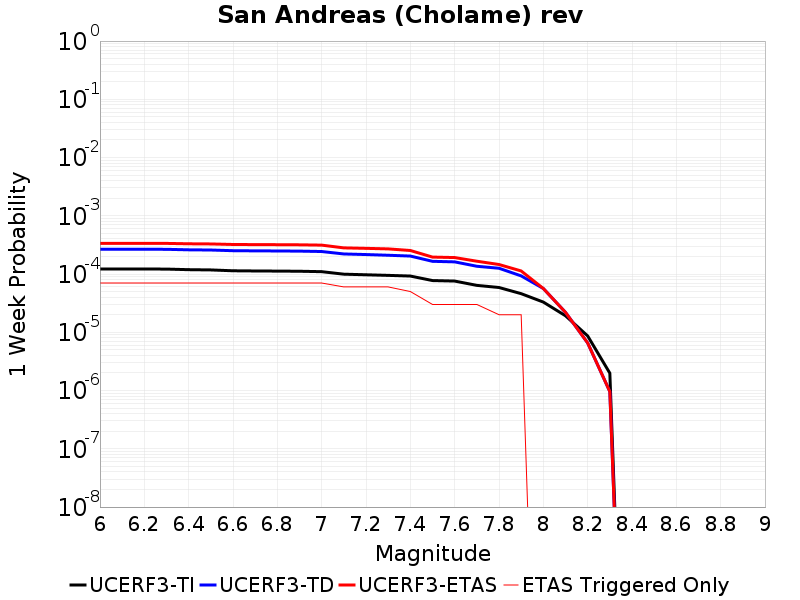 San Andreas (Cholame) rev
1 Week Probability
10^0
10^-1
10^-2
10^-3
10^-4
10^-5
10^-6
10^-7
10^-8
6 6.2 6.4 6.6 6.8 7 7.2 7.4 7.6 7.8 8 8.2 8.4 8.6 8.8 9
Magnitude
UCERF3-TI UCERF3-TD UCERF3-ETAS ETAS Triggered Only